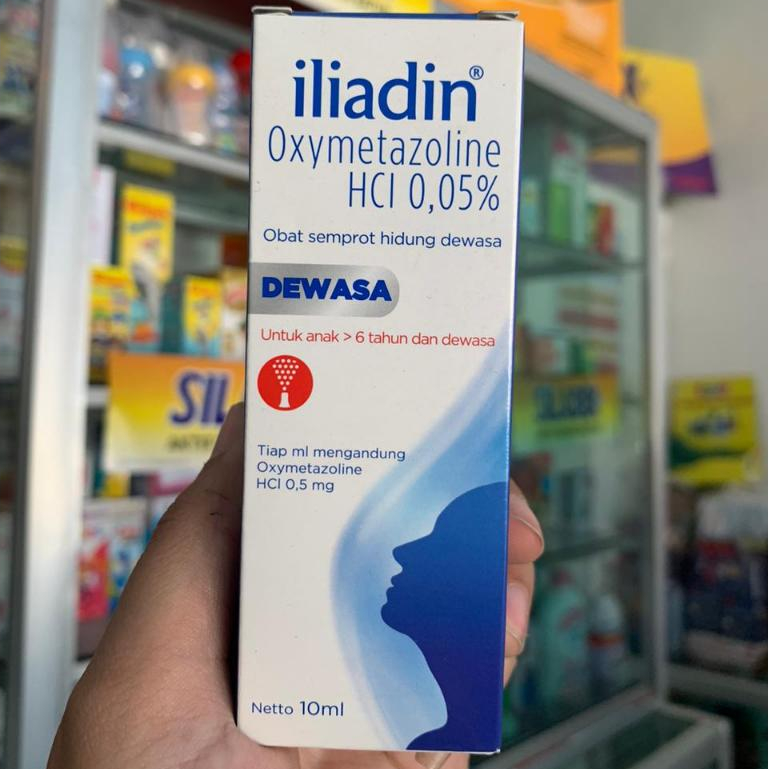 iliadin®
Oxymetazoline
HCl 0,05%
Obat semprot hidung dewasa
DEWASA
Untuk anak > 6 tahun dan dewasa
SIL
Tiap ml mengandung
Oxymetazoline
HCl 0,5 mg
Netto 10ml